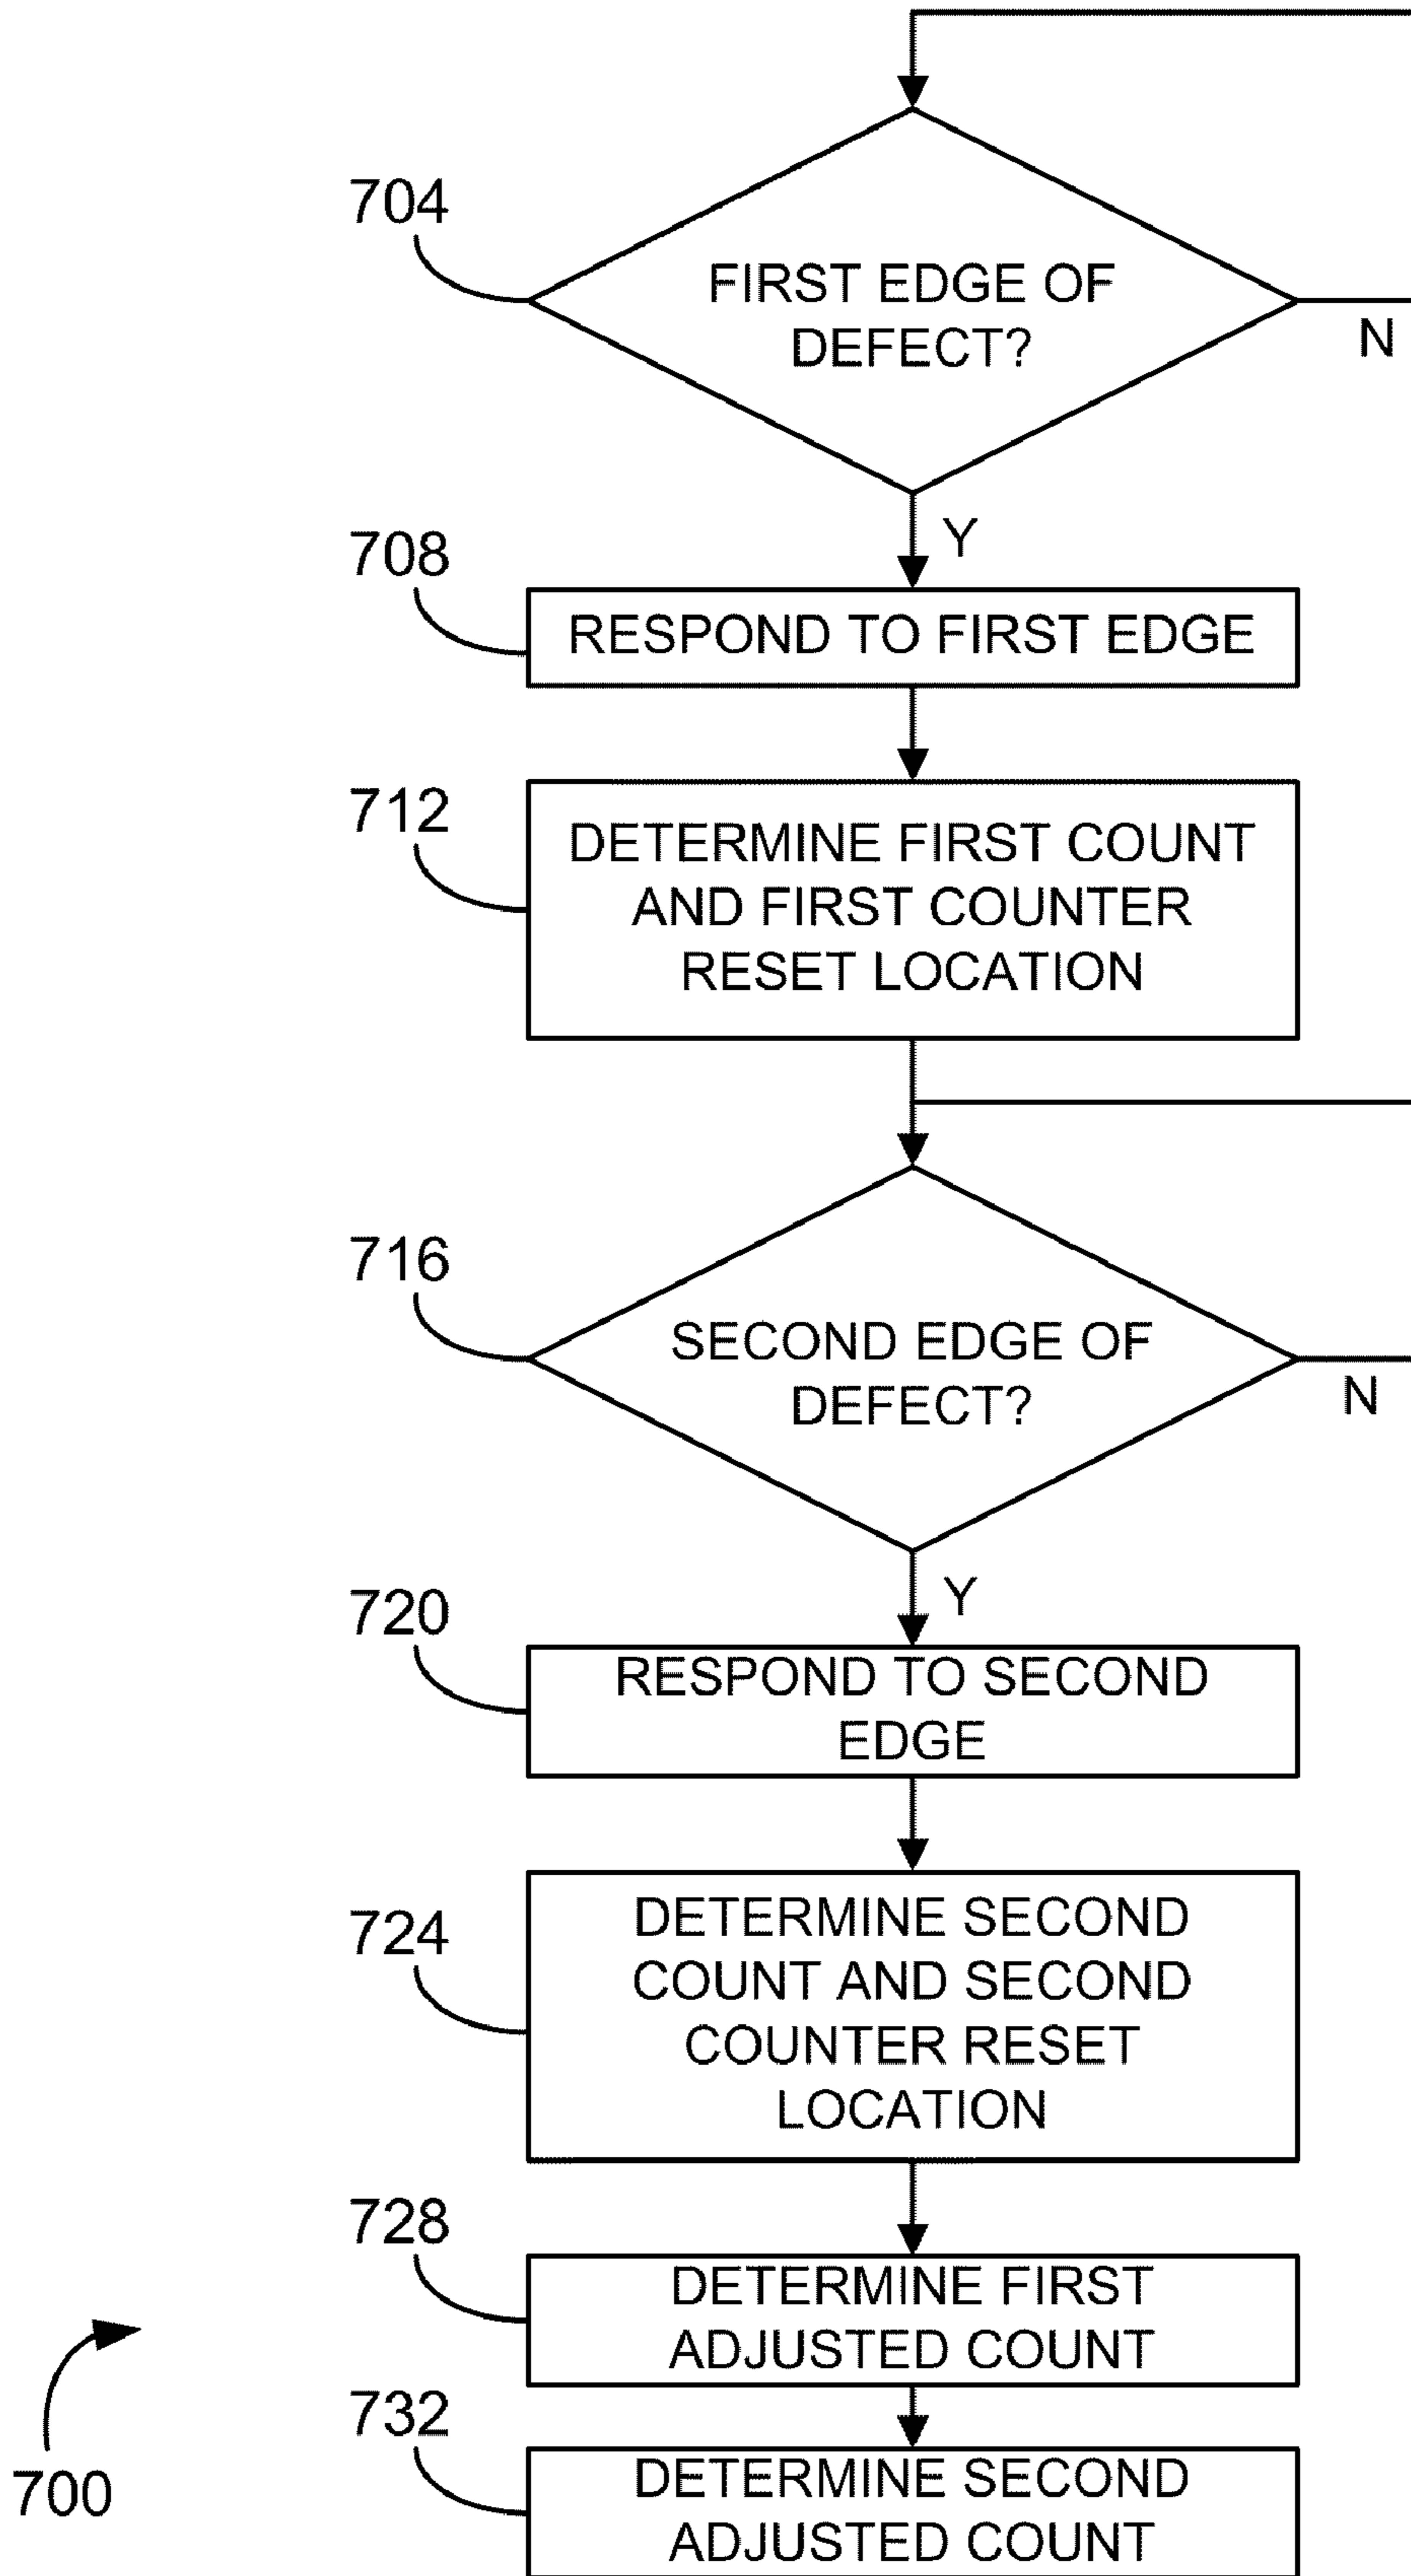 704
FIRST EDGE OF
DEFECT?
N
Y
708
RESPOND TO FIRST EDGE
712
DETERMINE FIRST COUNT
AND FIRST COUNTER
RESET LOCATION
716
SECOND EDGE OF
DEFECT?
N
Y
720
RESPOND TO SECOND
EDGE
724
DETERMINE SECOND
COUNT AND SECOND
COUNTER RESET
LOCATION
728
DETERMINE FIRST
ADJUSTED COUNT
732
DETERMINE SECOND
ADJUSTED COUNT
700